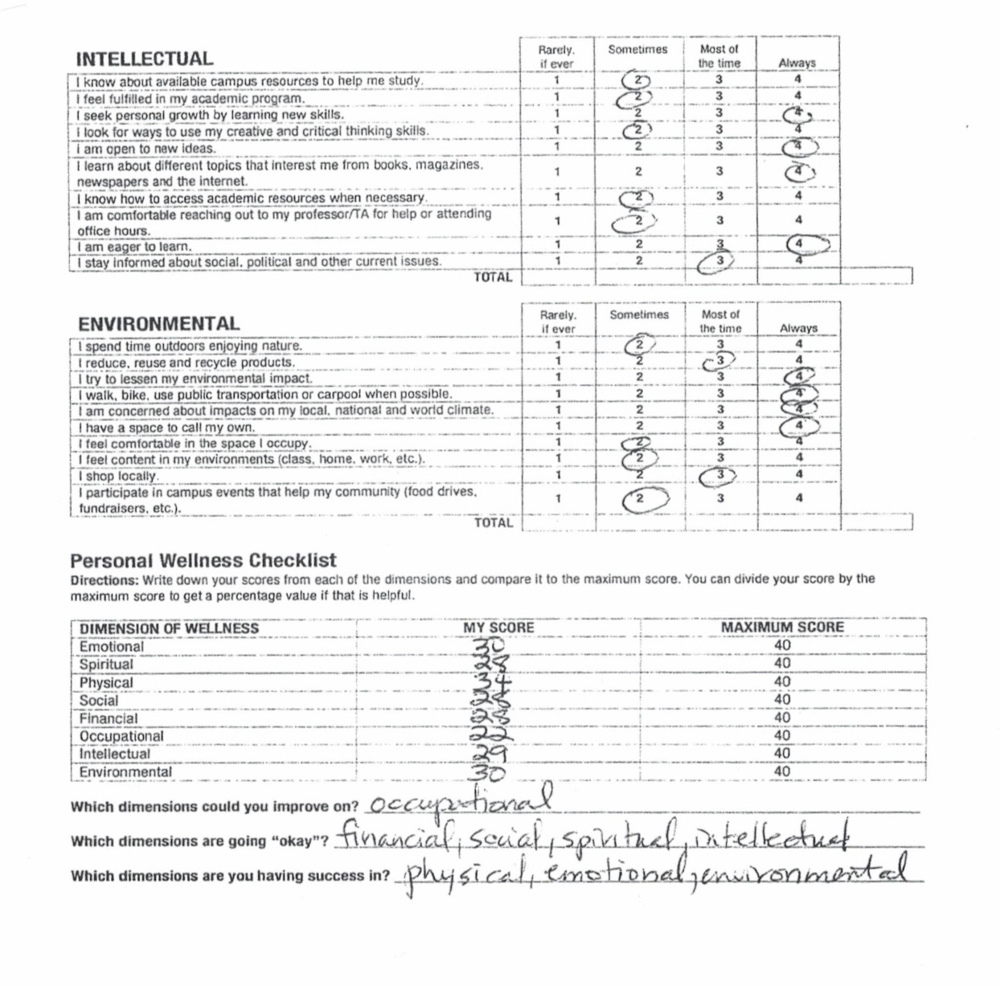 INTELLECTUAL Rarely, if ever Sometimes Most of the time Always
I know about available campus resources to help me study. 1 2 3 4
I feel fulfilled in my academic program. 1 2 3 4
I seek personal growth by learning new skills. 1 2 3 4
I look for ways to use my creative and critical thinking skills. 1 2 3 4
I am open to new ideas. 1 2 3 4
I learn about different topics that interest me from books, magazines,
newspapers and the internet. 1 2 3 4
I know how to access academic resources when necessary. 1 2 3 4
I am comfortable reaching out to my professor/TA for help or attending
office hours. 1 2 3 4
I am eager to learn. 1 2 3 4
I stay informed about social, political and other current issues. 1 2 3 4
TOTAL
ENVIRONMENTAL Rarely, if ever Sometimes Most of the time Always
I spend time outdoors enjoying nature. 1 2 3 4
I reduce, reuse and recycle products. 1 2 3 4
I try to lessen my environmental impact. 1 2 3 4
I walk, bike, use public transportation or carpool when possible. 1 2 3 4
I am concerned about impacts on my local, national and world climate. 1 2 3 4
I have a space to call my own. 1 2 3 4
I feel comfortable in the space I occupy. 1 2 3 4
I feel content in my environments (class, home, work, etc.). 1 2 3 4
I shop locally. 1 2 3 4
I participate in campus events that help my community (food drives,
fundraisers, etc.). 1 2 3 4
TOTAL
Personal Wellness Checklist
Directions: Write down your scores from each of the dimensions and compare it to the maximum score. You can divide your score by the
maximum score to get a percentage value if that is helpful.
DIMENSION OF WELLNESS MY SCORE MAXIMUM SCORE
Emotional 30 40
Spiritual 28 40
Physical 34 40
Social 28 40
Financial 28 40
Occupational 22 40
Intellectual 29 40
Environmental 30 40
Which dimensions could you improve on? occupational
Which dimensions are going "okay"? financial, social, spiritual, intellectual
Which dimensions are you having success in? physical, emotional, environmental